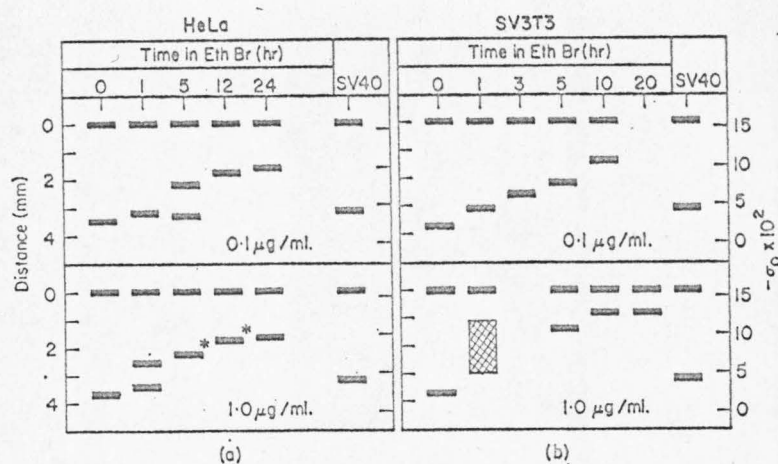 HeLa
SV3T3
Time in Eth Br (hr)
Time in Eth Br (hr)
0 1 5 12 24 SV40
0 1 3 5 10 20 SV40
0
2
4
0·1 μg/ml.
0·1 μg/ml.
15
10
5
0
Distance (mm)
-σ₀ × 10²
0
2
4
* *
1·0 μg/ml.
1·0 μg/ml.
15
10
5
0
(a)
(b)